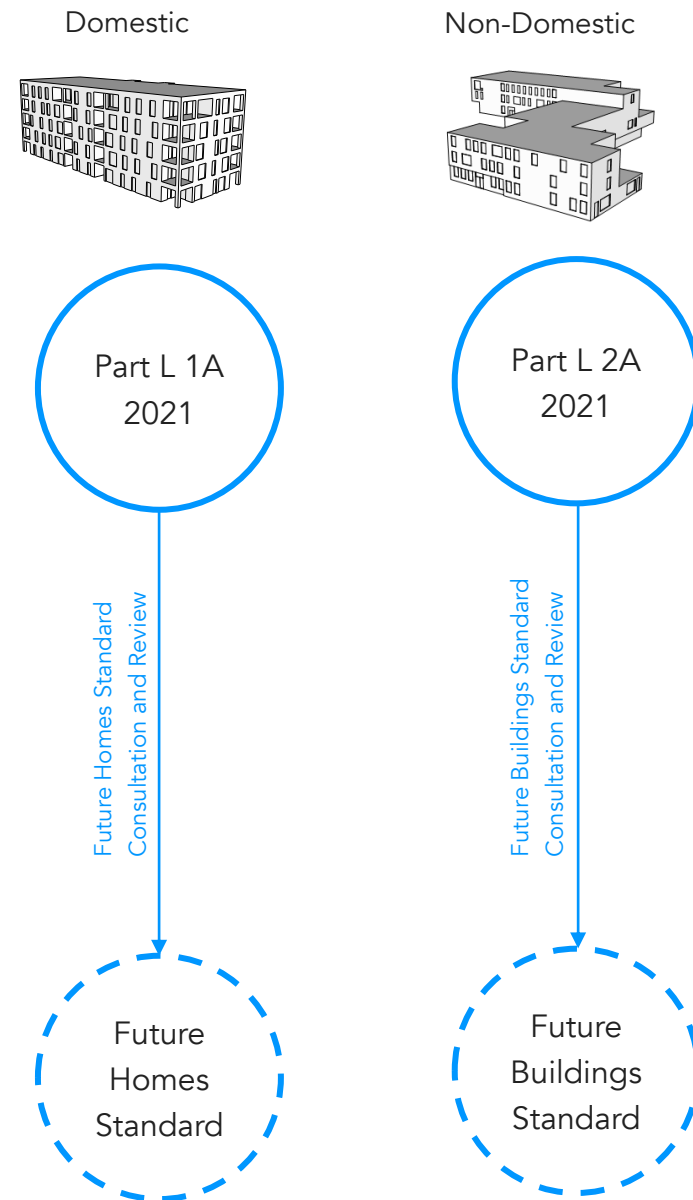 Domestic
Non-Domestic
Part L 1A
2021
Part L 2A
2021
Future Homes Standard
Consultation and Review
Future Buildings Standard
Consultation and Review
Future
Homes
Standard
Future
Buildings
Standard